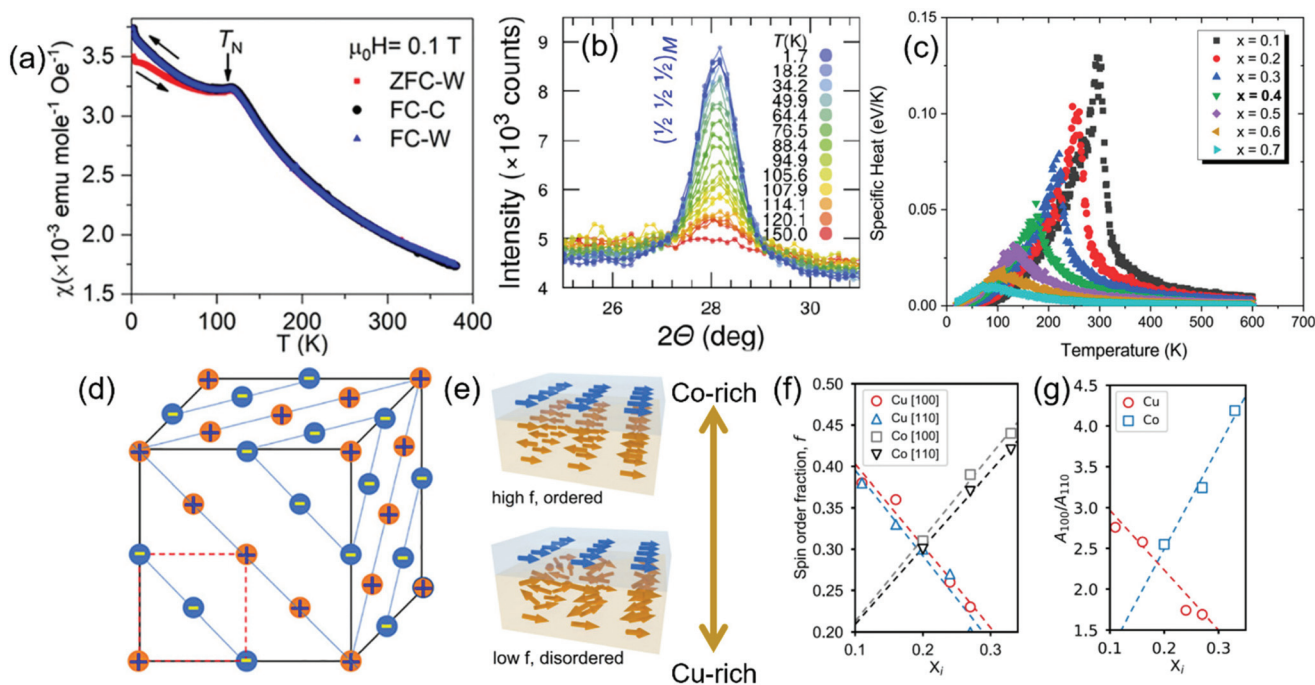 (a)
T_N
μ₀H= 0.1 T
ZFC-W
FC-C
FC-W
χ(×10⁻³ emu mole⁻¹ Oe⁻¹)
3.5
3.0
2.5
2.0
1.5
0
100
200
300
400
T (K)
(b)
(½ ½ ½)_M
T(K)
1.7
18.2
34.2
49.9
64.4
76.5
88.4
94.9
105.6
107.9
114.1
120.1
150.0
Intensity (×10³ counts)
9
8
7
6
5
4
26
28
30
2Θ (deg)
(c)
x = 0.1
x = 0.2
x = 0.3
x = 0.4
x = 0.5
x = 0.6
x = 0.7
Specific Heat (eV/K)
0.15
0.10
0.05
0.00
0
100
200
300
400
500
600
700
Temperature (K)
(d)
(e)
Co-rich
high f, ordered
low f, disordered
Cu-rich
(f)
Cu [100]
Cu [110]
Co [100]
Co [110]
Spin order fraction, f
0.50
0.45
0.40
0.35
0.30
0.25
0.20
0.1
0.2
0.3
X_i
(g)
Cu
Co
A₁₀₀/A₁₁₀
4.5
4.0
3.5
3.0
2.5
2.0
1.5
0.1
0.2
0.3
X_i